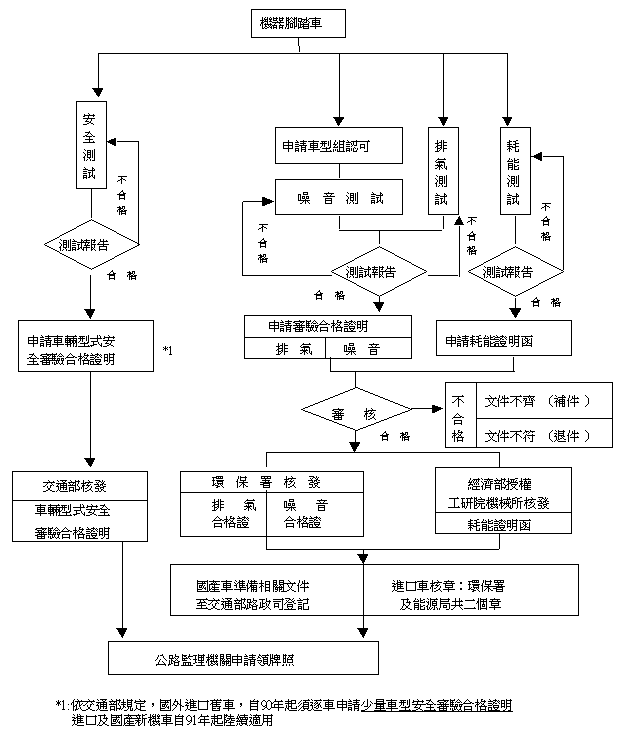 機器腳踏車
安全測試
不合格
測試報告
合 格
申請車輛型式安
全審驗合格證明
*1
交通部核發
車輛型式安全
審驗合格證明
申請車型組認可
噪 音 測 試
排氣測試
不合格
不合格
測試報告
合 格
申請審驗合格證明
排 氣
噪 音
耗能測試
不合格
測試報告
合 格
申請耗能證明函
審 核
合 格
不合格
文件不齊 （補件 ）
文件不符 （退件 ）
環 保 署 核 發
排 氣
合格證
噪 音
合格證
經濟部授權
工研院機械所核發
耗能證明函
國產車準備相關文件
至交通部路政司登記
進口車核章：環保署
及能源局共二個章
公路監理機關申請領牌照
*1:依交通部規定，國外進口舊車，自90年起須逐車申請少量車型安全審驗合格證明
進口及國產新機車自91年起陸續適用